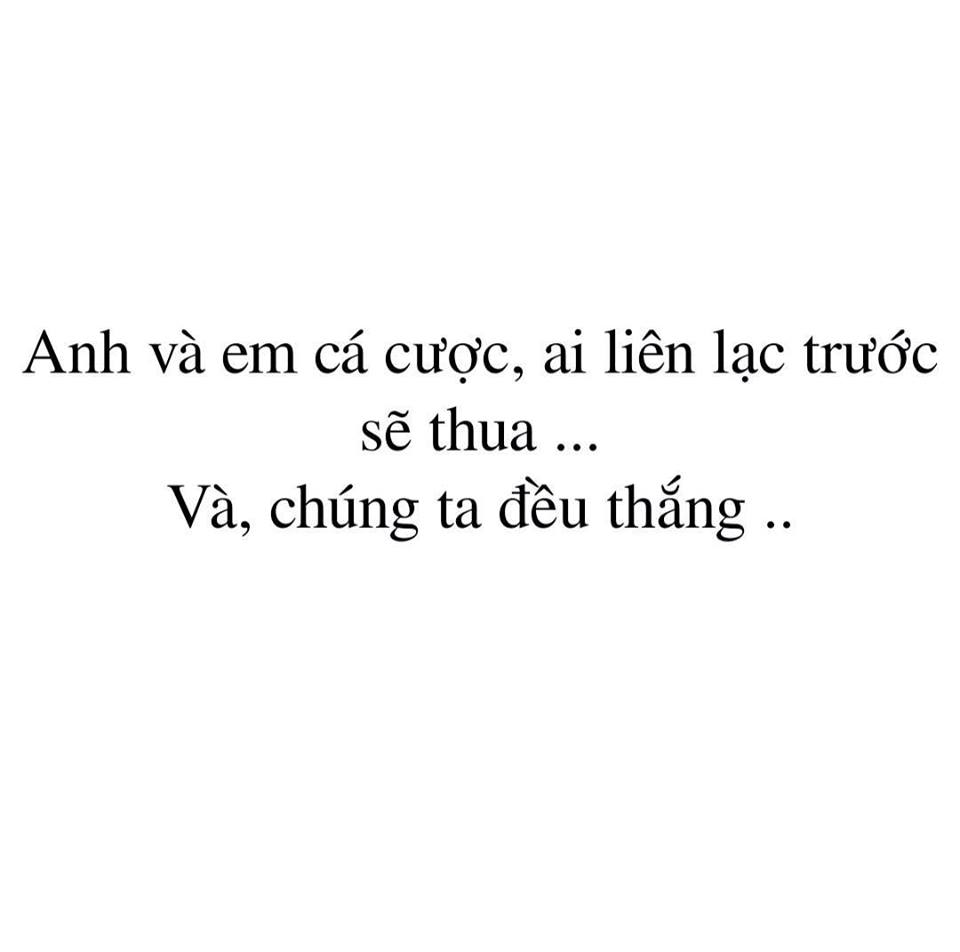 Anh và em cá cược, ai liên lạc trước
sẽ thua ...
Và, chúng ta đều thắng ..